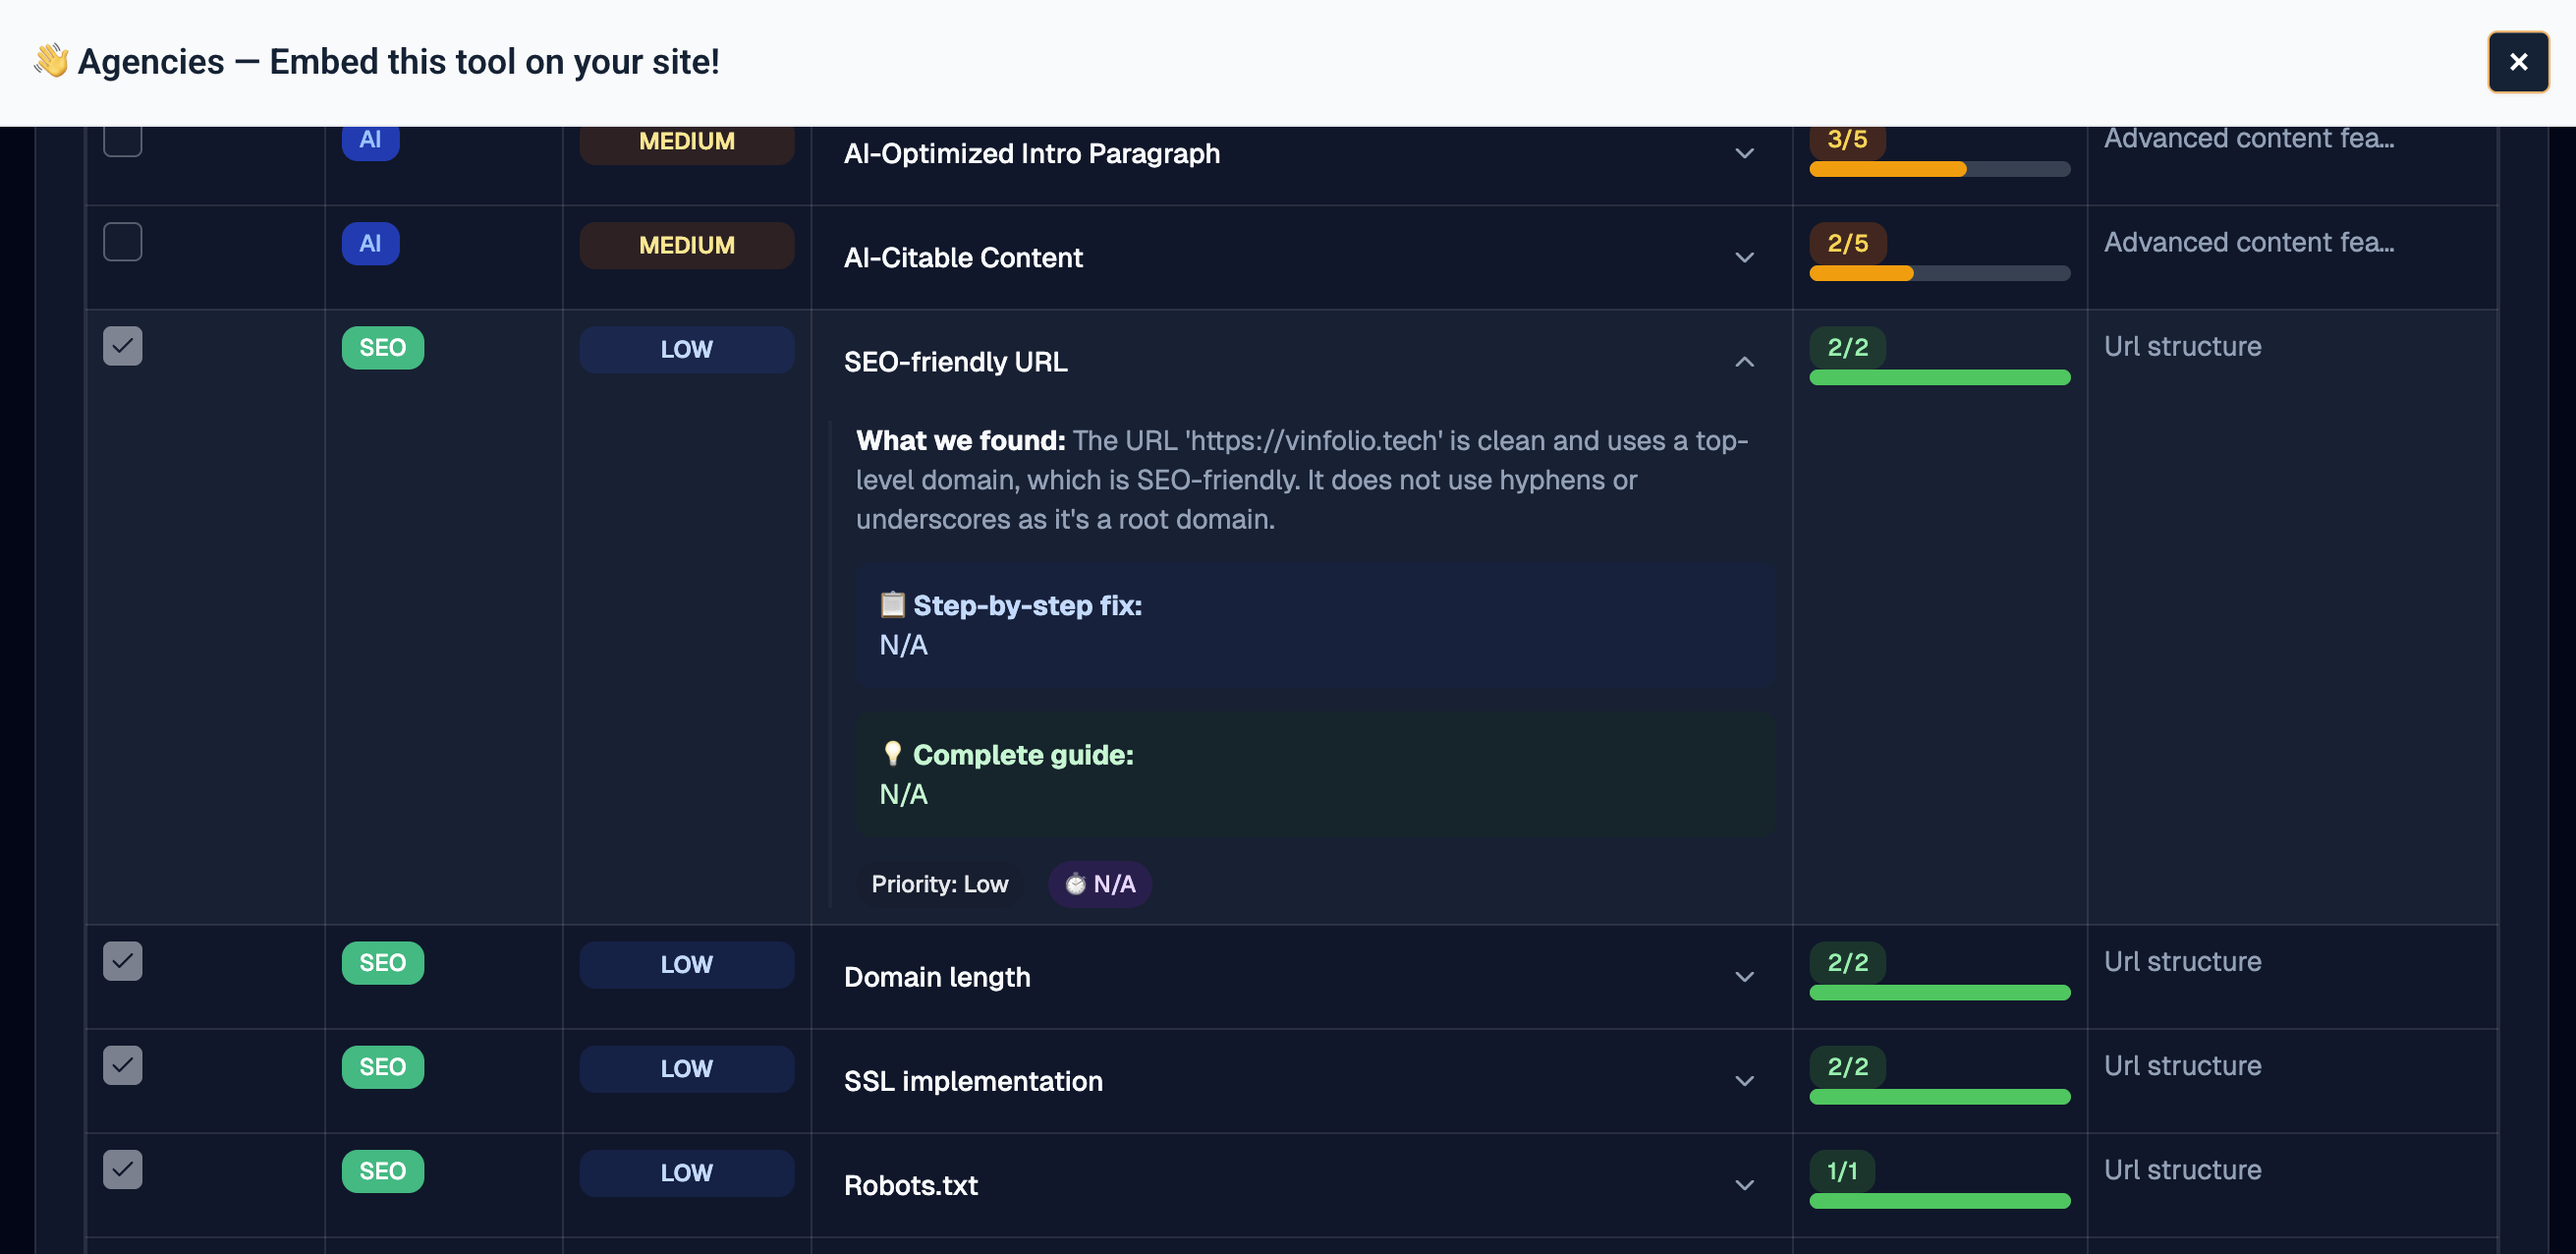 👋 Agencies — Embed this tool on your site!
AI
MEDIUM
AI-Optimized Intro Paragraph
3/5
Advanced content fea...
AI
MEDIUM
AI-Citable Content
2/5
Advanced content fea...
SEO
LOW
SEO-friendly URL
2/2
Url structure
What we found: The URL 'https://vinfolio.tech' is clean and uses a top-
level domain, which is SEO-friendly. It does not use hyphens or
underscores as it's a root domain.
📋 Step-by-step fix:
N/A
💡 Complete guide:
N/A
Priority: Low
⏱ N/A
SEO
LOW
Domain length
2/2
Url structure
SEO
LOW
SSL implementation
2/2
Url structure
SEO
LOW
Robots.txt
1/1
Url structure